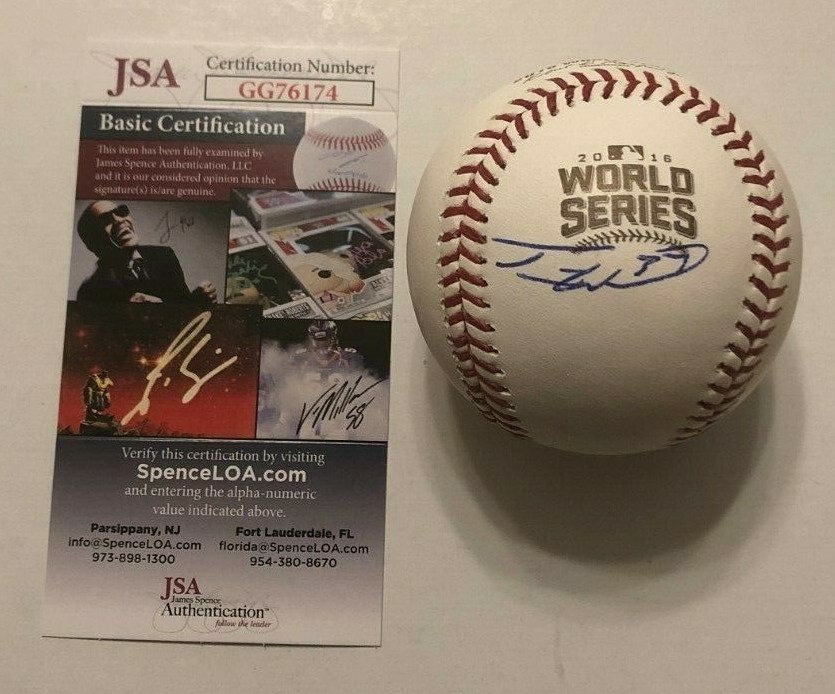 JSA
Certification Number:
GG76174
Basic Certification
This item has been fully examined by
James Spence Authentication, LLC
and it is our considered opinion that the
signature(s) is/are genuine.
Verify this certification by visiting
SpenceLOA.com
and entering the alpha-numeric
value indicated above.
Parsippany, NJ
info@SpenceLOA.com
973-898-1300
Fort Lauderdale, FL
florida@SpenceLOA.com
954-380-8670
JSA
James Spence
Authentication™
follow the leader
2016
WORLD
SERIES